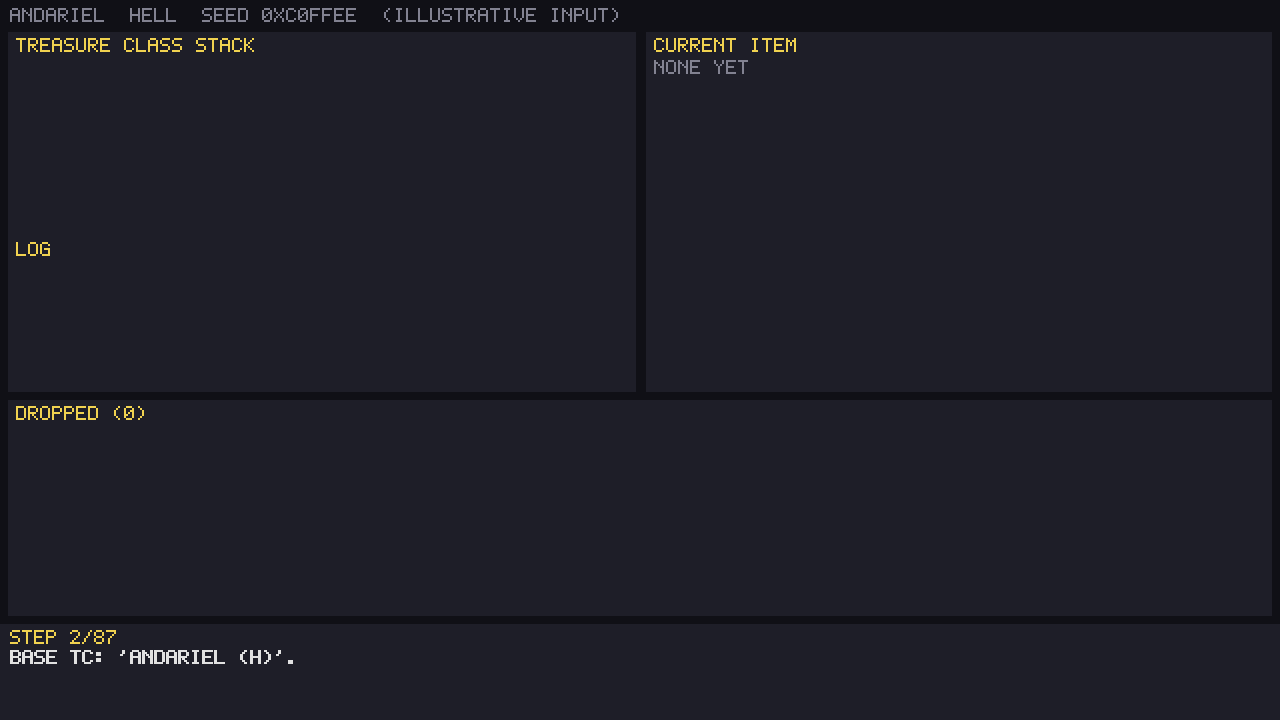 ANDARIEL  HELL  SEED 0XC0FFEE  (ILLUSTRATIVE INPUT)
TREASURE CLASS STACK
LOG
CURRENT ITEM
NONE YET
DROPPED (0)
STEP 2/87
BASE TC: 'ANDARIEL (H)'.